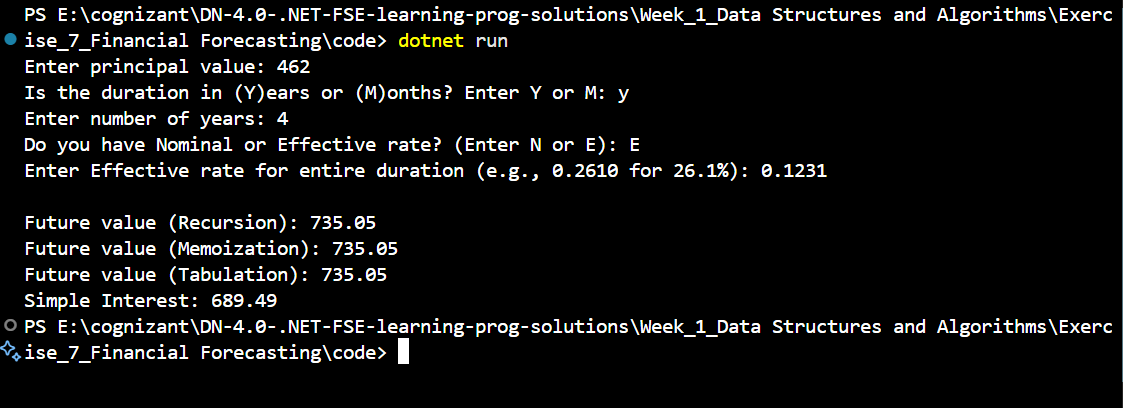 PS E:\cognizant\DN-4.0-.NET-FSE-learning-prog-solutions\Week_1_Data Structures and Algorithms\Exerc
ise_7_Financial Forecasting\code> dotnet run
Enter principal value: 462
Is the duration in (Y)ears or (M)onths? Enter Y or M: y
Enter number of years: 4
Do you have Nominal or Effective rate? (Enter N or E): E
Enter Effective rate for entire duration (e.g., 0.2610 for 26.1%): 0.1231
Future value (Recursion): 735.05
Future value (Memoization): 735.05
Future value (Tabulation): 735.05
Simple Interest: 689.49
PS E:\cognizant\DN-4.0-.NET-FSE-learning-prog-solutions\Week_1_Data Structures and Algorithms\Exerc
ise_7_Financial Forecasting\code>